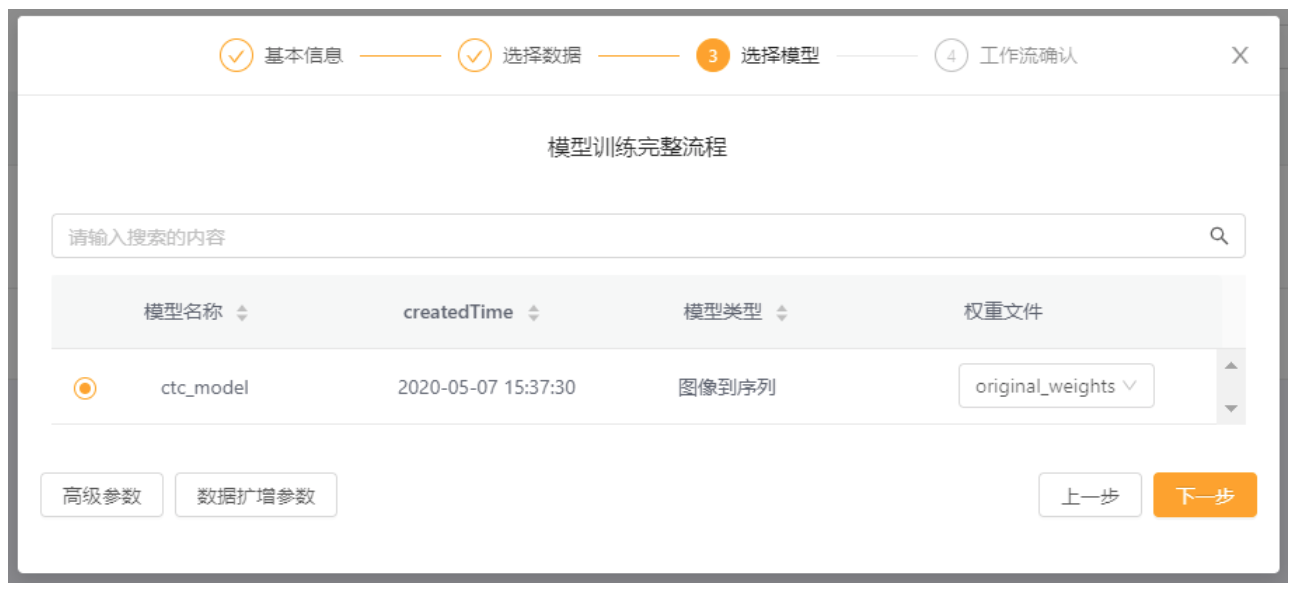 基本信息 选择数据 3 选择模型 4 工作流确认 X
模型训练完整流程
请输入搜索的内容
模型名称 createdTime 模型类型 权重文件
ctc_model 2020-05-07 15:37:30 图像到序列 original_weights
高级参数 数据扩增参数 上一步 下一步